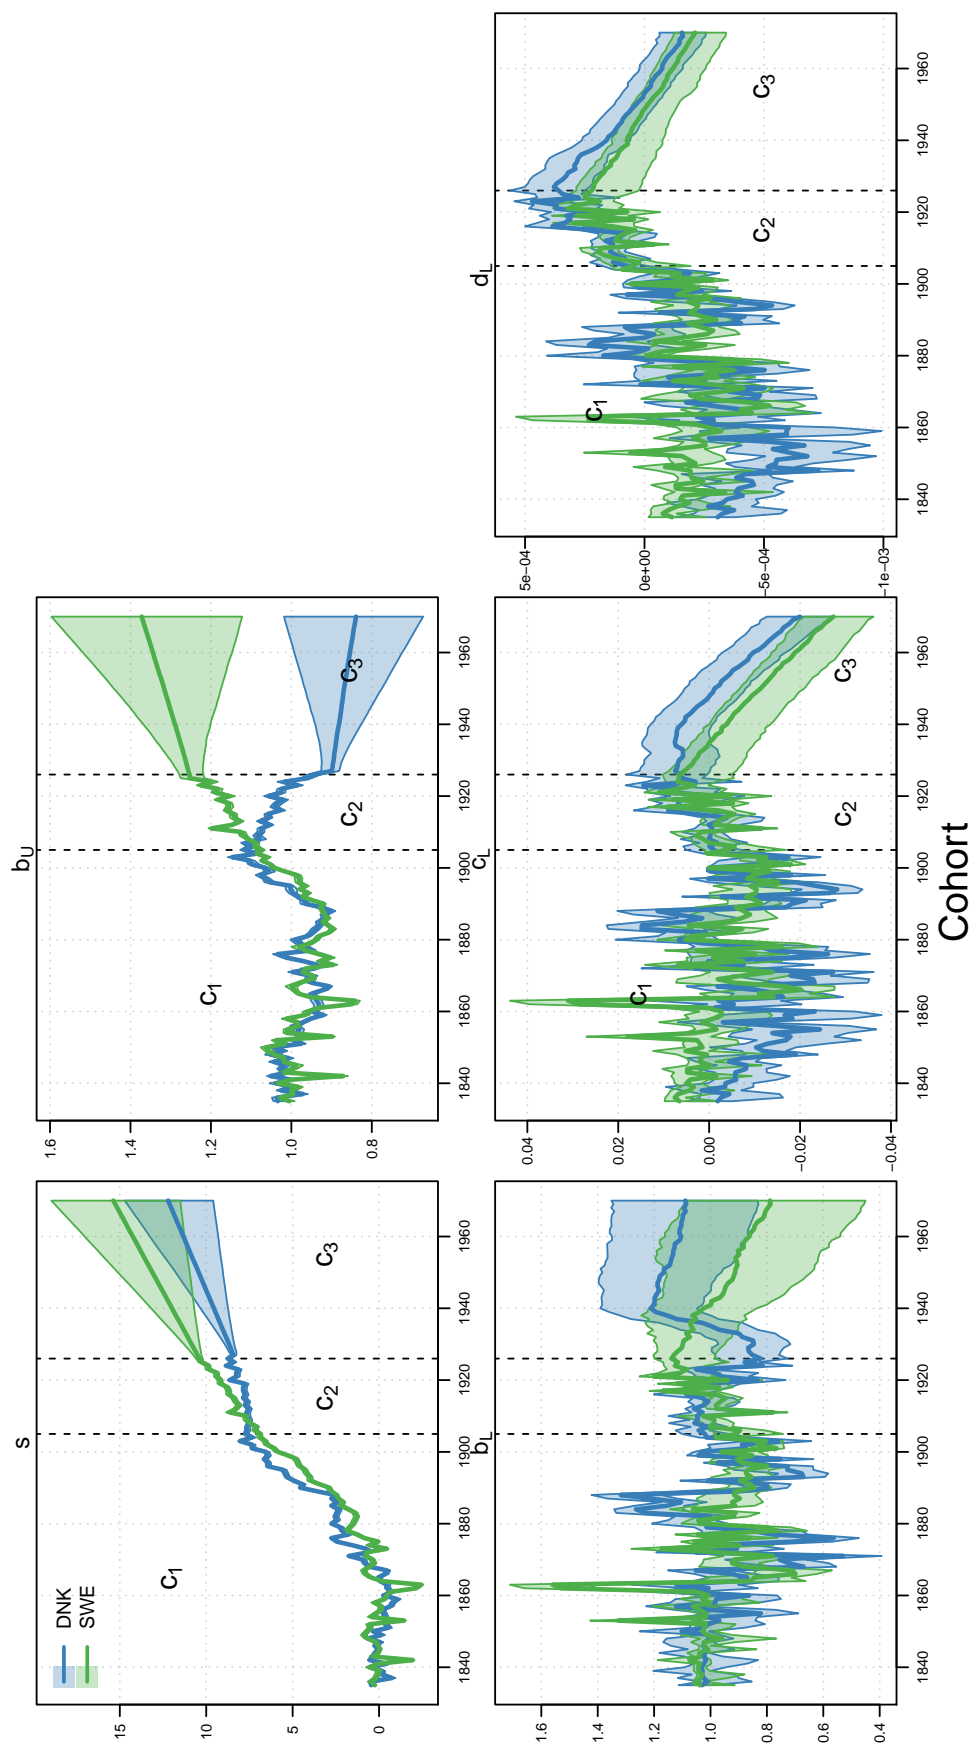 s
DNK
SWE
C1
C2
C3
15
10
5
0
1840 1860 1880 1900 1920 1940 1960
bU
C1
C2
C3
1.6
1.4
1.2
1.0
0.8
1840 1860 1880 1900 1920 1940 1960
bL
1.6
1.4
1.2
1.0
0.8
0.6
0.4
1840 1860 1880 1900 1920 1940 1960
cL
C1
C2
C3
0.04
0.02
0.00
−0.02
−0.04
1840 1860 1880 1900 1920 1940 1960
dL
C1
C2
C3
5e−04
0e+00
−5e−04
−1e−03
1840 1860 1880 1900 1920 1940 1960
Cohort